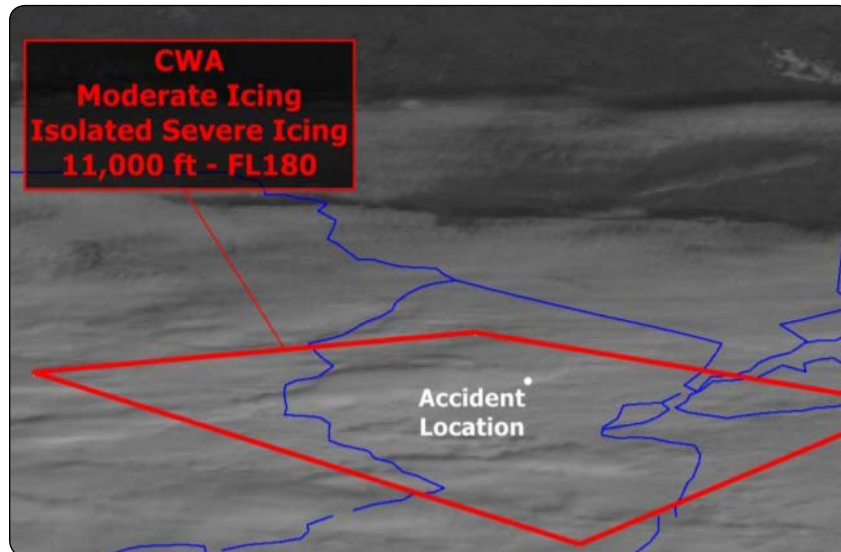 CWA
Moderate Icing
Isolated Severe Icing
11,000 ft - FL180
Accident
Location